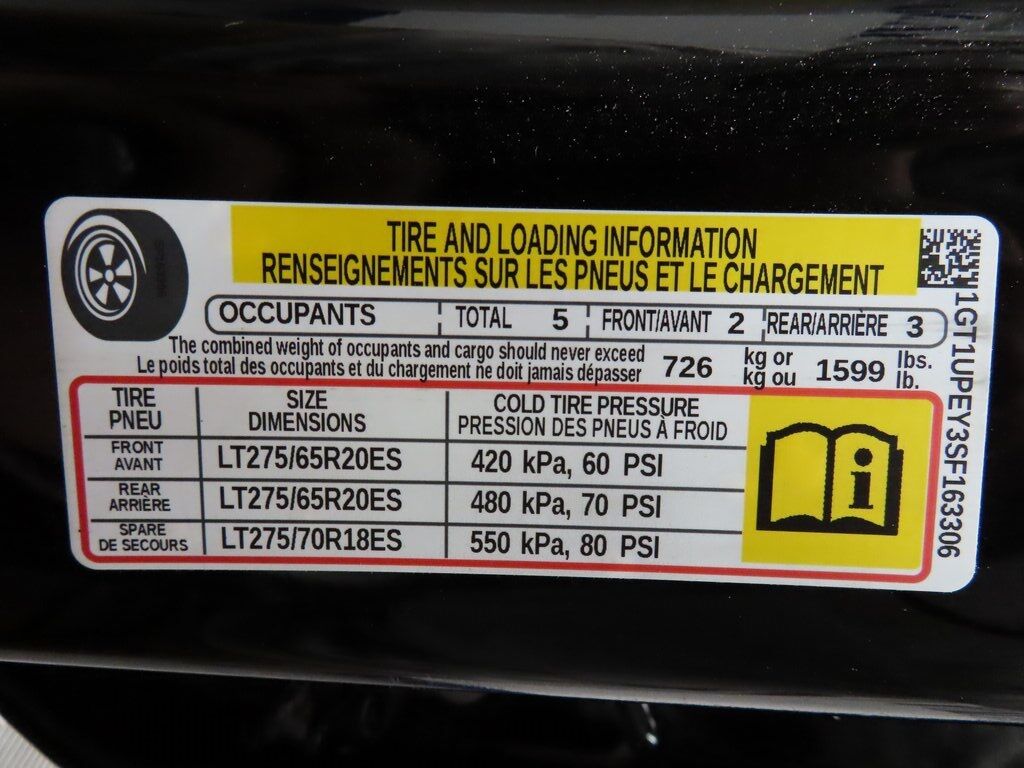 TIRE AND LOADING INFORMATION
RENSEIGNEMENTS SUR LES PNEUS ET LE CHARGEMENT
OCCUPANTS TOTAL 5 FRONT/AVANT 2 REAR/ARRIÈRE 3
The combined weight of occupants and cargo should never exceed 726 kg or 1599 lbs.
Le poids total des occupants et du chargement ne doit jamais dépasser kg ou lb.
TIRE SIZE COLD TIRE PRESSURE
PNEU DIMENSIONS PRESSION DES PNEUS À FROID
FRONT
AVANT LT275/65R20ES 420 kPa, 60 PSI
REAR
ARRIÈRE LT275/65R20ES 480 kPa, 70 PSI
SPARE
DE SECOURS LT275/70R18ES 550 kPa, 80 PSI
i
1GT1UPEY3SF163306